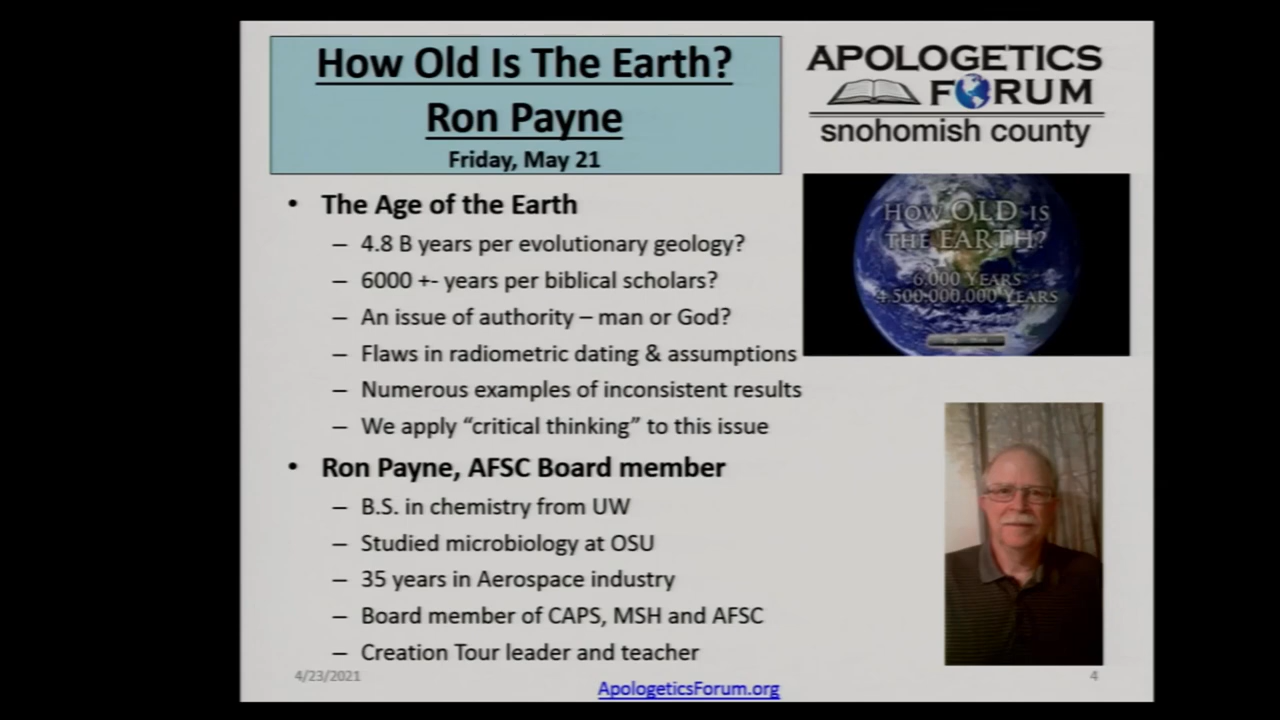 How Old Is The Earth?
Ron Payne
Friday, May 21
APOLOGETICS
FORUM
snohomish county
• The Age of the Earth
– 4.8 B years per evolutionary geology?
– 6000 +- years per biblical scholars?
– An issue of authority – man or God?
– Flaws in radiometric dating & assumptions
– Numerous examples of inconsistent results
– We apply “critical thinking” to this issue
HOW OLD IS
THE EARTH?
6,000 YEARS
4,500,000,000 YEARS
• Ron Payne, AFSC Board member
– B.S. in chemistry from UW
– Studied microbiology at OSU
– 35 years in Aerospace industry
– Board member of CAPS, MSH and AFSC
– Creation Tour leader and teacher
4/23/2021
ApologeticsForum.org
4